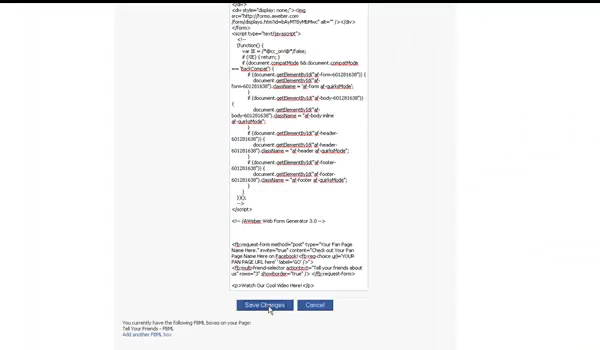 </div>
<div style="display: none;"><img
src="http://forms.aweber.com
/form/displays.htm?id=bAyMTByMbMwc" alt="" /></div>
</form>
<script type="text/javascript">
<!--
(function() {
var IE = /*@cc_on!@*/false;
if (!IE) { return; }
if (document.compatMode && document.compatMode
== 'BackCompat') {
if (document.getElementById("af-form-601281638")) {
document.getElementById("af-
form-601281638").className = 'af-form af-quirksMode';
}
if (document.getElementById("af-body-601281638"))
{
document.getElementById("af-
body-601281638").className = "af-body inline
af-quirksMode";
}
if (document.getElementById("af-header-
601281638")) {
document.getElementById("af-header-
601281638").className = "af-header af-quirksMode";
}
if (document.getElementById("af-footer-
601281638")) {
document.getElementById("af-footer-
601281638").className = "af-footer af-quirksMode";
}
}
})();
-->
</script>
<!-- /AWeber Web Form Generator 3.0 -->
<fb:request-form method="post" type="Your Fan Page
Name Here." invite="true" content="Check out Your Fan
Page Name Here on Facebook! <fb:req-choice url='YOUR
FAN PAGE URL here' label='GO' />">
<fb:multi-friend-selector actiontext="Tell your friends about
us" rows="3" showborder="true" /> </fb:request-form>
<p>Watch Our Cool Video Here!</p>
Save Changes
Cancel
You currently have the following FBML boxes on your Page:
Tell Your Friends - FBML
Add another FBML box